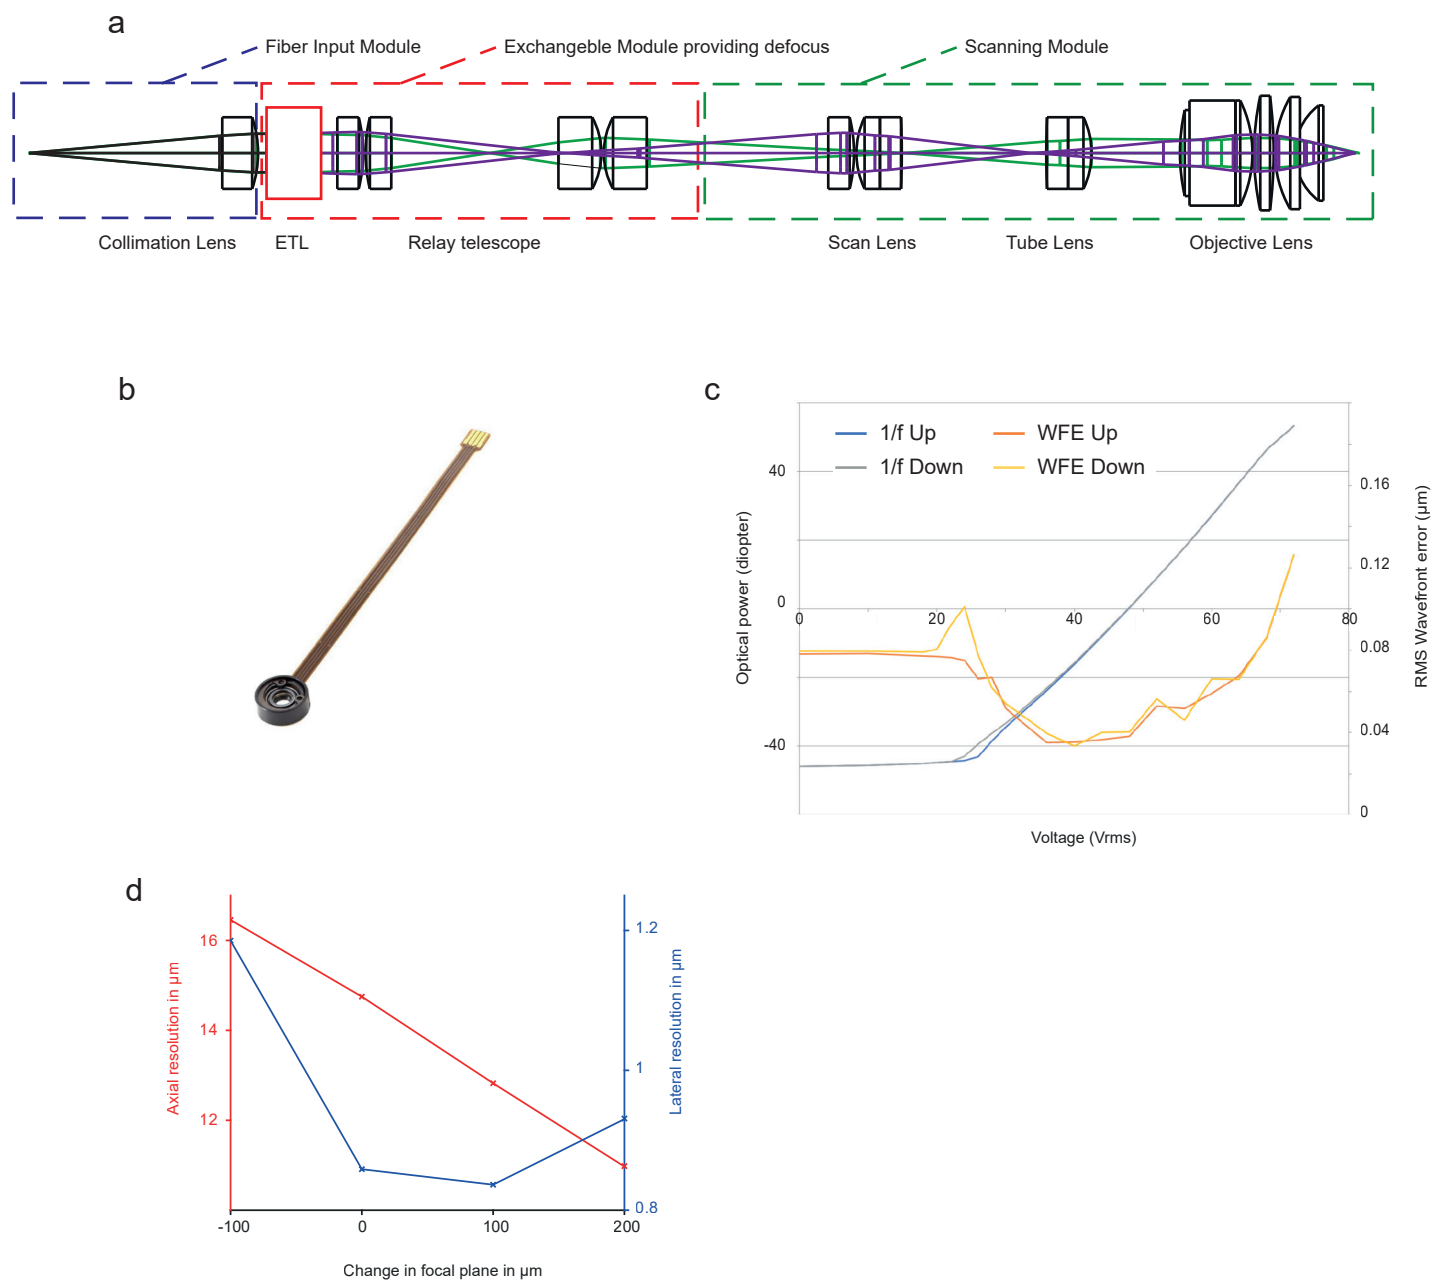 a
Fiber Input Module
Exchangeble Module providing defocus
Scanning Module
Collimation Lens
ETL
Relay telescope
Scan Lens
Tube Lens
Objective Lens
b
c
1/f Up
WFE Up
1/f Down
WFE Down
40
0
-40
Optical power (diopter)
0
20
40
60
80
0.16
0.12
0.08
0.04
0
RMS Wavefront error (µm)
Voltage (Vrms)
d
16
14
12
Axial resolution in µm
1.2
1
0.8
Lateral resolution in µm
-100
0
100
200
Change in focal plane in µm